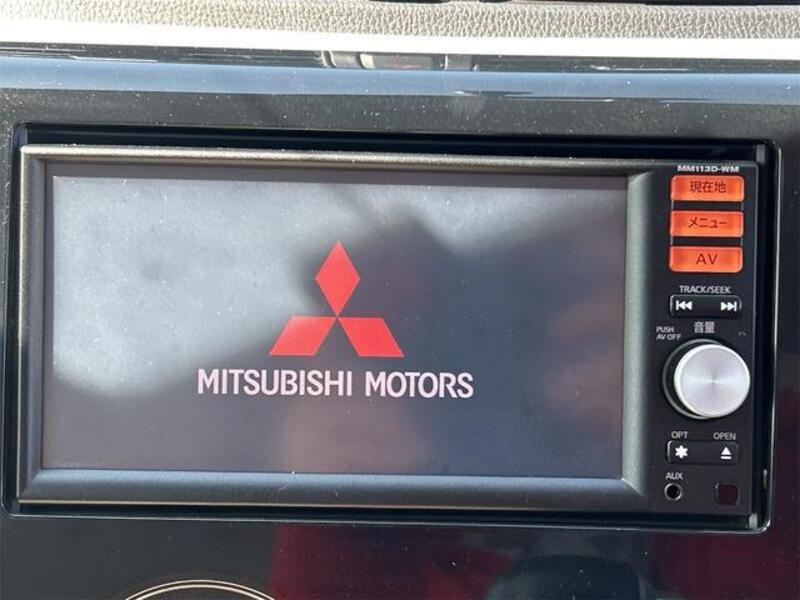 MM113D-WM
現在地
メニュー
AV
TRACK/SEEK
音量
PUSH
AV OFF
MITSUBISHI MOTORS
OPT
OPEN
AUX